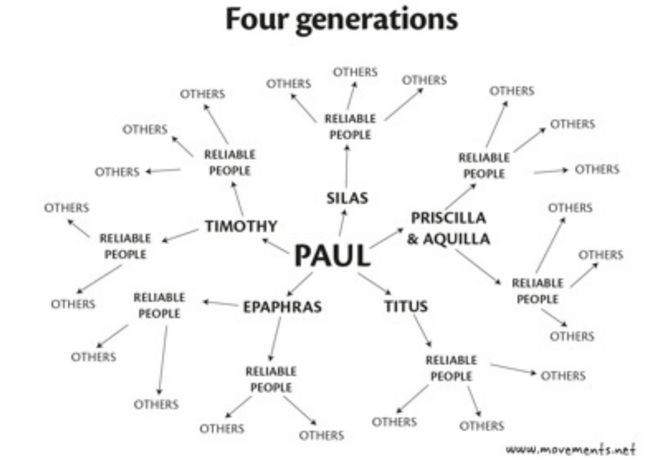 Four generations
OTHERS
OTHERS
OTHERS
RELIABLE
PEOPLE
SILAS
OTHERS
OTHERS
OTHERS
RELIABLE
PEOPLE
TIMOTHY
OTHERS
RELIABLE
PEOPLE
OTHERS
OTHERS
OTHERS
OTHERS
RELIABLE
PEOPLE
PRISCILLA
& AQUILLA
OTHERS
OTHERS
RELIABLE
PEOPLE
OTHERS
PAUL
EPAPHRAS
RELIABLE
PEOPLE
OTHERS
OTHERS
RELIABLE
PEOPLE
OTHERS
OTHERS
TITUS
RELIABLE
PEOPLE
OTHERS
OTHERS
OTHERS
www.movements.net